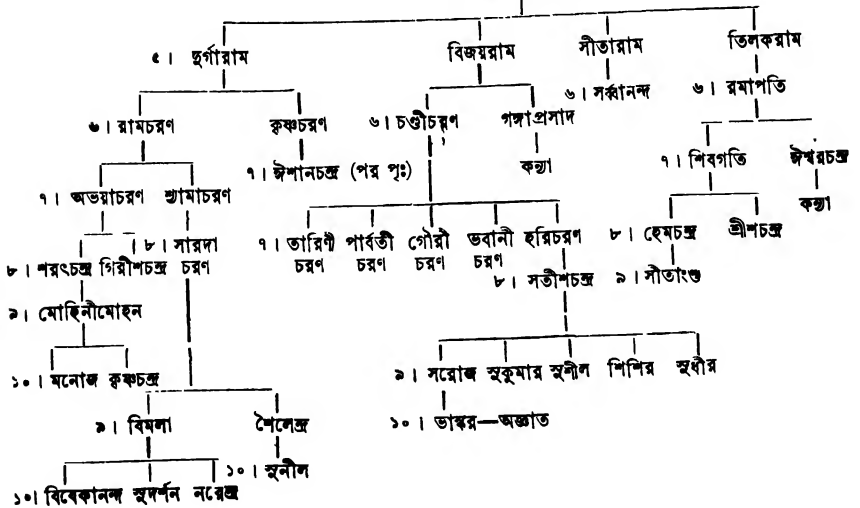 ৫। দুর্গারাম বিজয়রাম সীতারাম তিলকরাম
৬। সর্ব্বানন্দ ৬। রমাপতি
৬। রামচরণ কৃষ্ণচরণ ৬। চণ্ডীচরণ গঙ্গাপ্রসাদ
৭। ঈশানচন্দ্র (পর পৃঃ) কন্যা ৭। শিবগতি ঈশ্বরচন্দ্র
৭। অভয়াচরণ শ্যামাচরণ কন্যা
৭। তারিণী পার্বতী গৌরী ভবানী হরিচরণ ৮। হেমচন্দ্র শ্রীশচন্দ্র
৮। সারদা চরণ চরণ চরণ চরণ
৮। শরৎচন্দ্র গিরীশচন্দ্র চরণ ৮। সতীশচন্দ্র ৯। সীতাংশু
৯। মোহিনীমোহন
১০। মনোজ কৃষ্ণচন্দ্র ৯। সরোজ সুকুমার সুনীল শিশির সুধীর
৯। বিমলা শৈলেন্দ্র ১০। ভাস্কর—অজ্ঞাত
১০। সুনীল
১০। বিবেকানন্দ সুদর্শন নরেন্দ্র